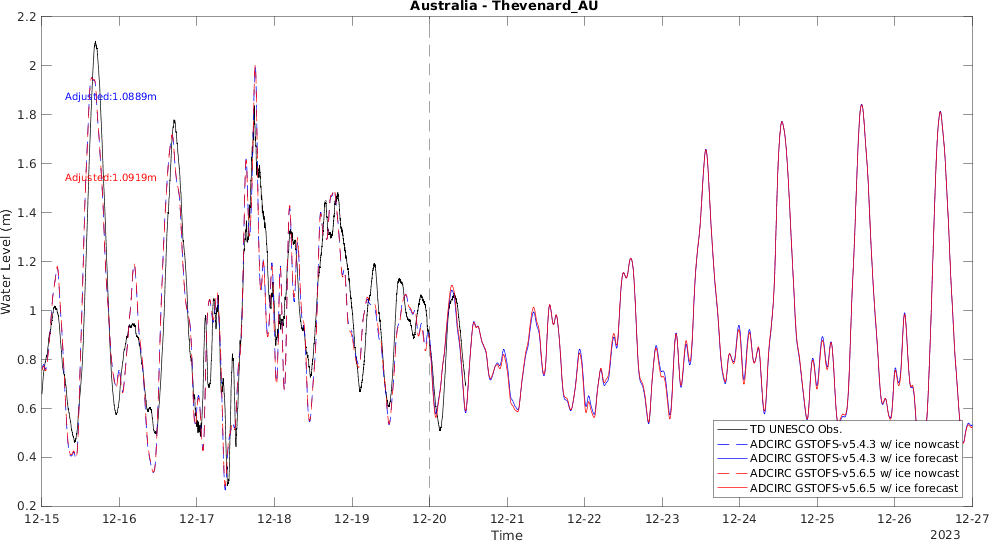 Australia - Thevenard_AU
2.2
2
1.8
1.6
1.4
1.2
1
0.8
0.6
0.4
0.2
Water Level (m)
Adjusted:1.0889m
Adjusted:1.0919m
TD UNESCO Obs.
ADCIRC GSTOFS-v5.4.3 w/ ice nowcast
ADCIRC GSTOFS-v5.4.3 w/ ice forecast
ADCIRC GSTOFS-v5.6.5 w/ ice nowcast
ADCIRC GSTOFS-v5.6.5 w/ ice forecast
12-15 12-16 12-17 12-18 12-19 12-20 12-21 12-22 12-23 12-24 12-25 12-26 12-27
Time
2023